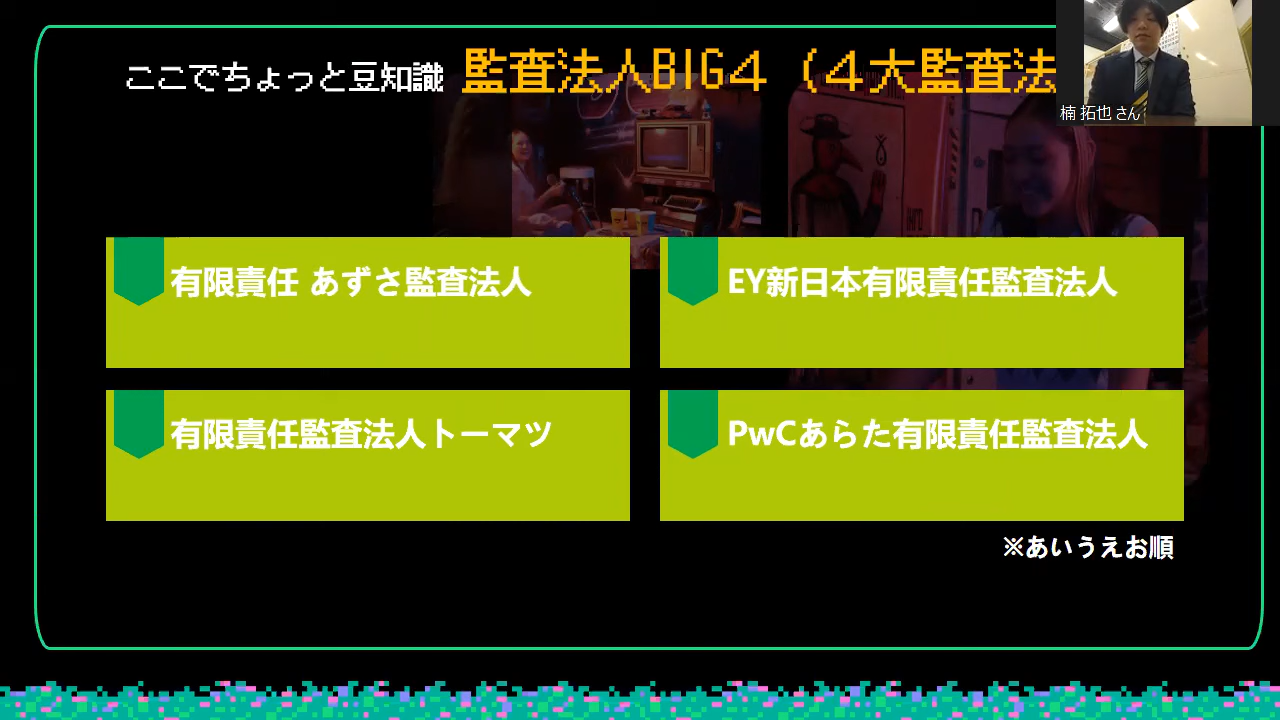 ここでちょっと豆知識 監査法人BIG4（4大監査法
楠 拓也 さん
有限責任 あずさ監査法人
EY新日本有限責任監査法人
有限責任監査法人トーマツ
PwCあらた有限責任監査法人
※あいうえお順